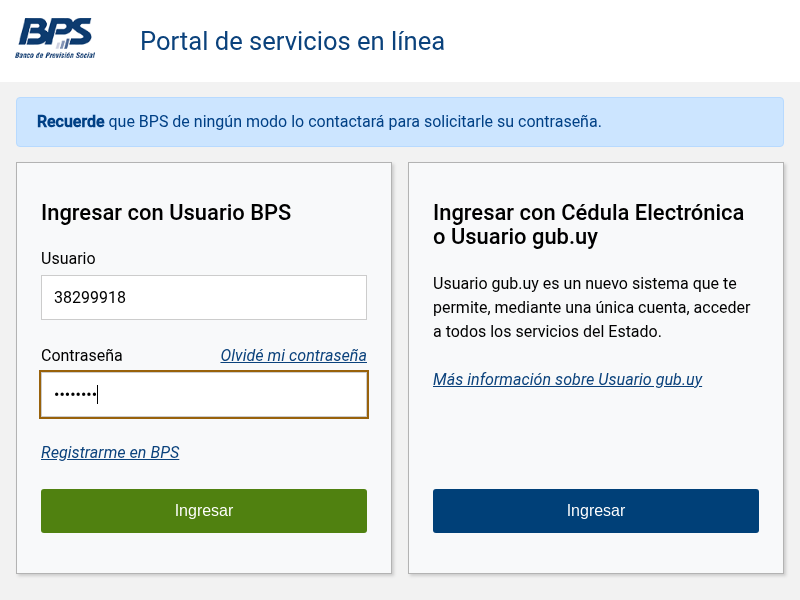 BPS
Banco de Previsión Social
Portal de servicios en línea
Recuerde que BPS de ningún modo lo contactará para solicitarle su contraseña.
Ingresar con Usuario BPS
Usuario
38299918
Contraseña
Olvidé mi contraseña
••••••••
Registrarme en BPS
Ingresar
Ingresar con Cédula Electrónica
o Usuario gub.uy
Usuario gub.uy es un nuevo sistema que te
permite, mediante una única cuenta, acceder
a todos los servicios del Estado.
Más información sobre Usuario gub.uy
Ingresar